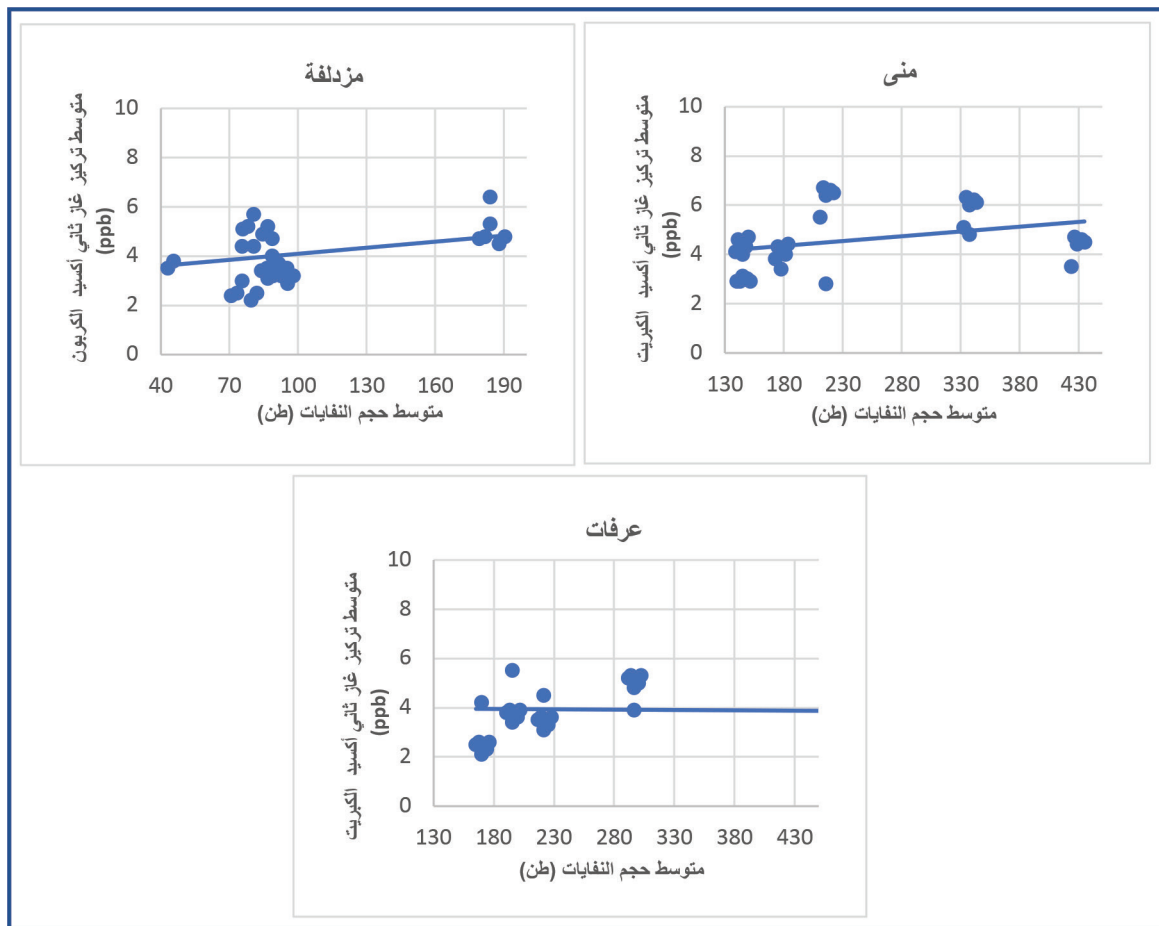 مزدلفة
متوسط تركيز غاز ثاني أكسيد الكربون
(ppb)
10
8
6
4
2
0
40 70 100 130 160 190
متوسط حجم النفايات (طن)
منى
متوسط تركيز غاز ثاني أكسيد الكبريت
(ppb)
10
8
6
4
2
0
130 180 230 280 330 380 430
متوسط حجم النفايات (طن)
عرفات
متوسط تركيز غاز ثاني أكسيد الكبريت
(ppb)
10
8
6
4
2
0
130 180 230 280 330 380 430
متوسط حجم النفايات (طن)